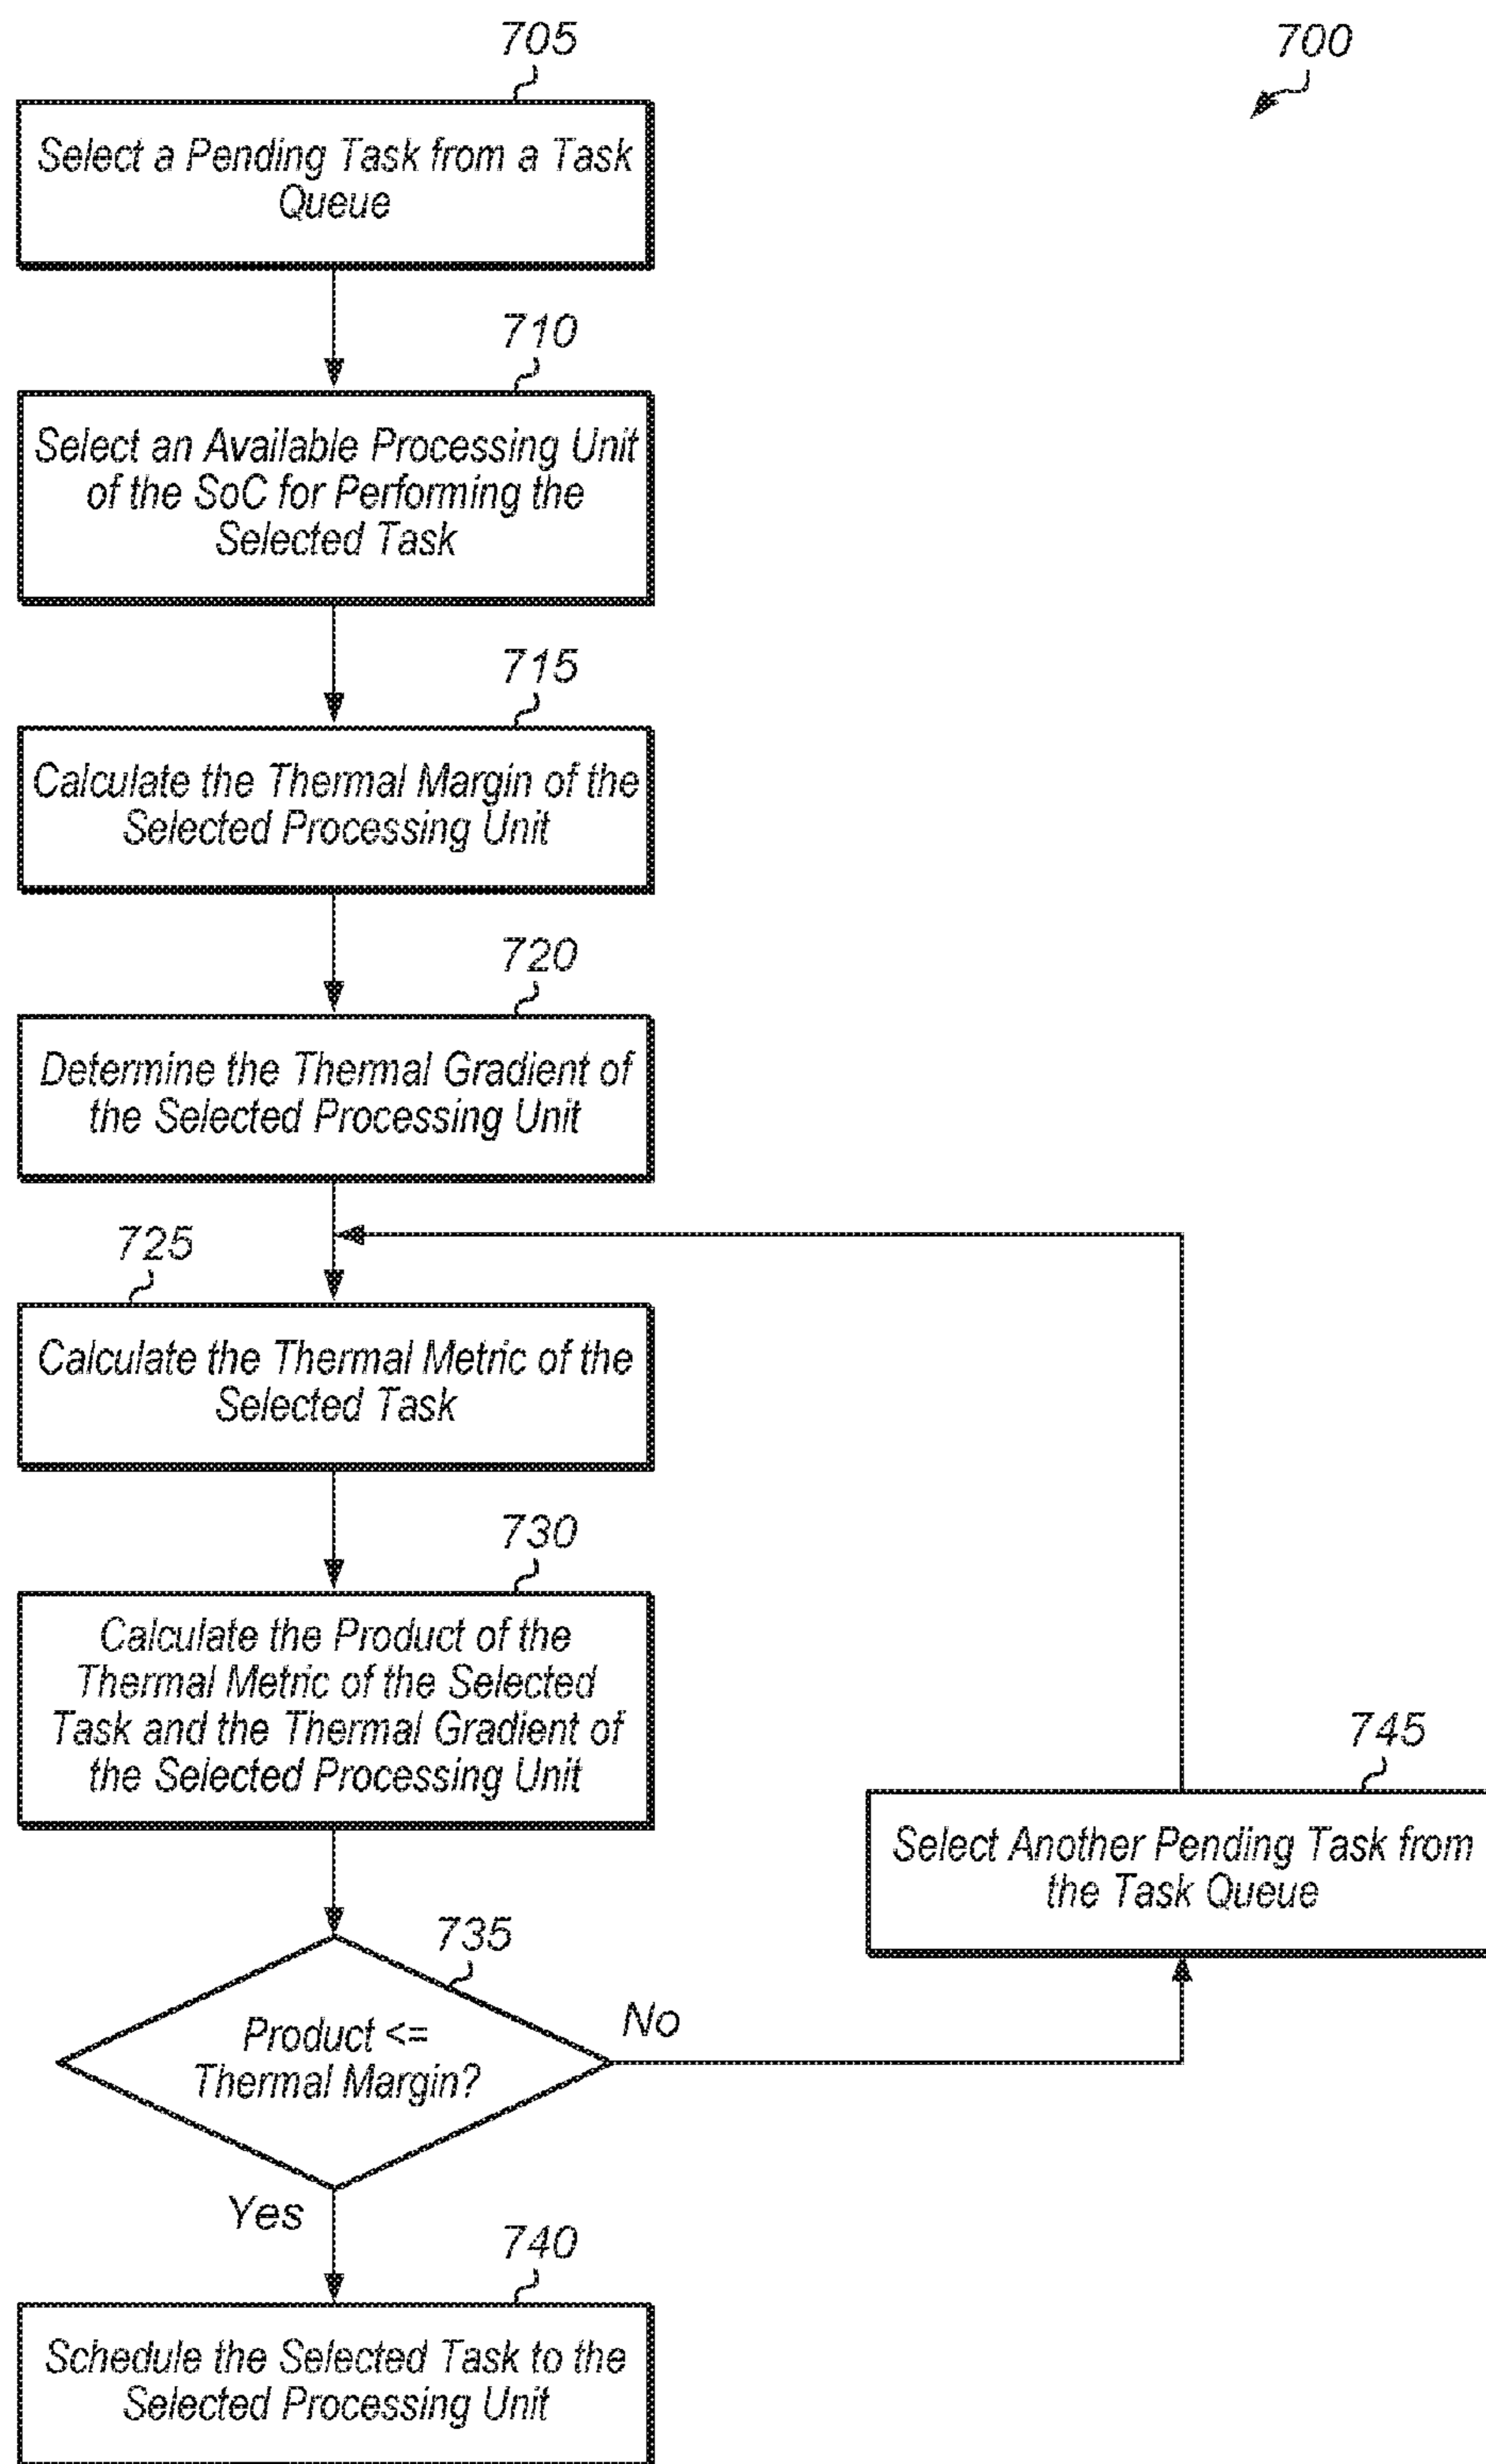 705
700
Select a Pending Task from a Task
Queue
710
Select an Available Processing Unit
of the SoC for Performing the
Selected Task
715
Calculate the Thermal Margin of the
Selected Processing Unit
720
Determine the Thermal Gradient of
the Selected Processing Unit
725
Calculate the Thermal Metric of the
Selected Task
730
Calculate the Product of the
Thermal Metric of the Selected
Task and the Thermal Gradient of
the Selected Processing Unit
745
Select Another Pending Task from
the Task Queue
735
Product <=
Thermal Margin?
No
Yes
740
Schedule the Selected Task to the
Selected Processing Unit